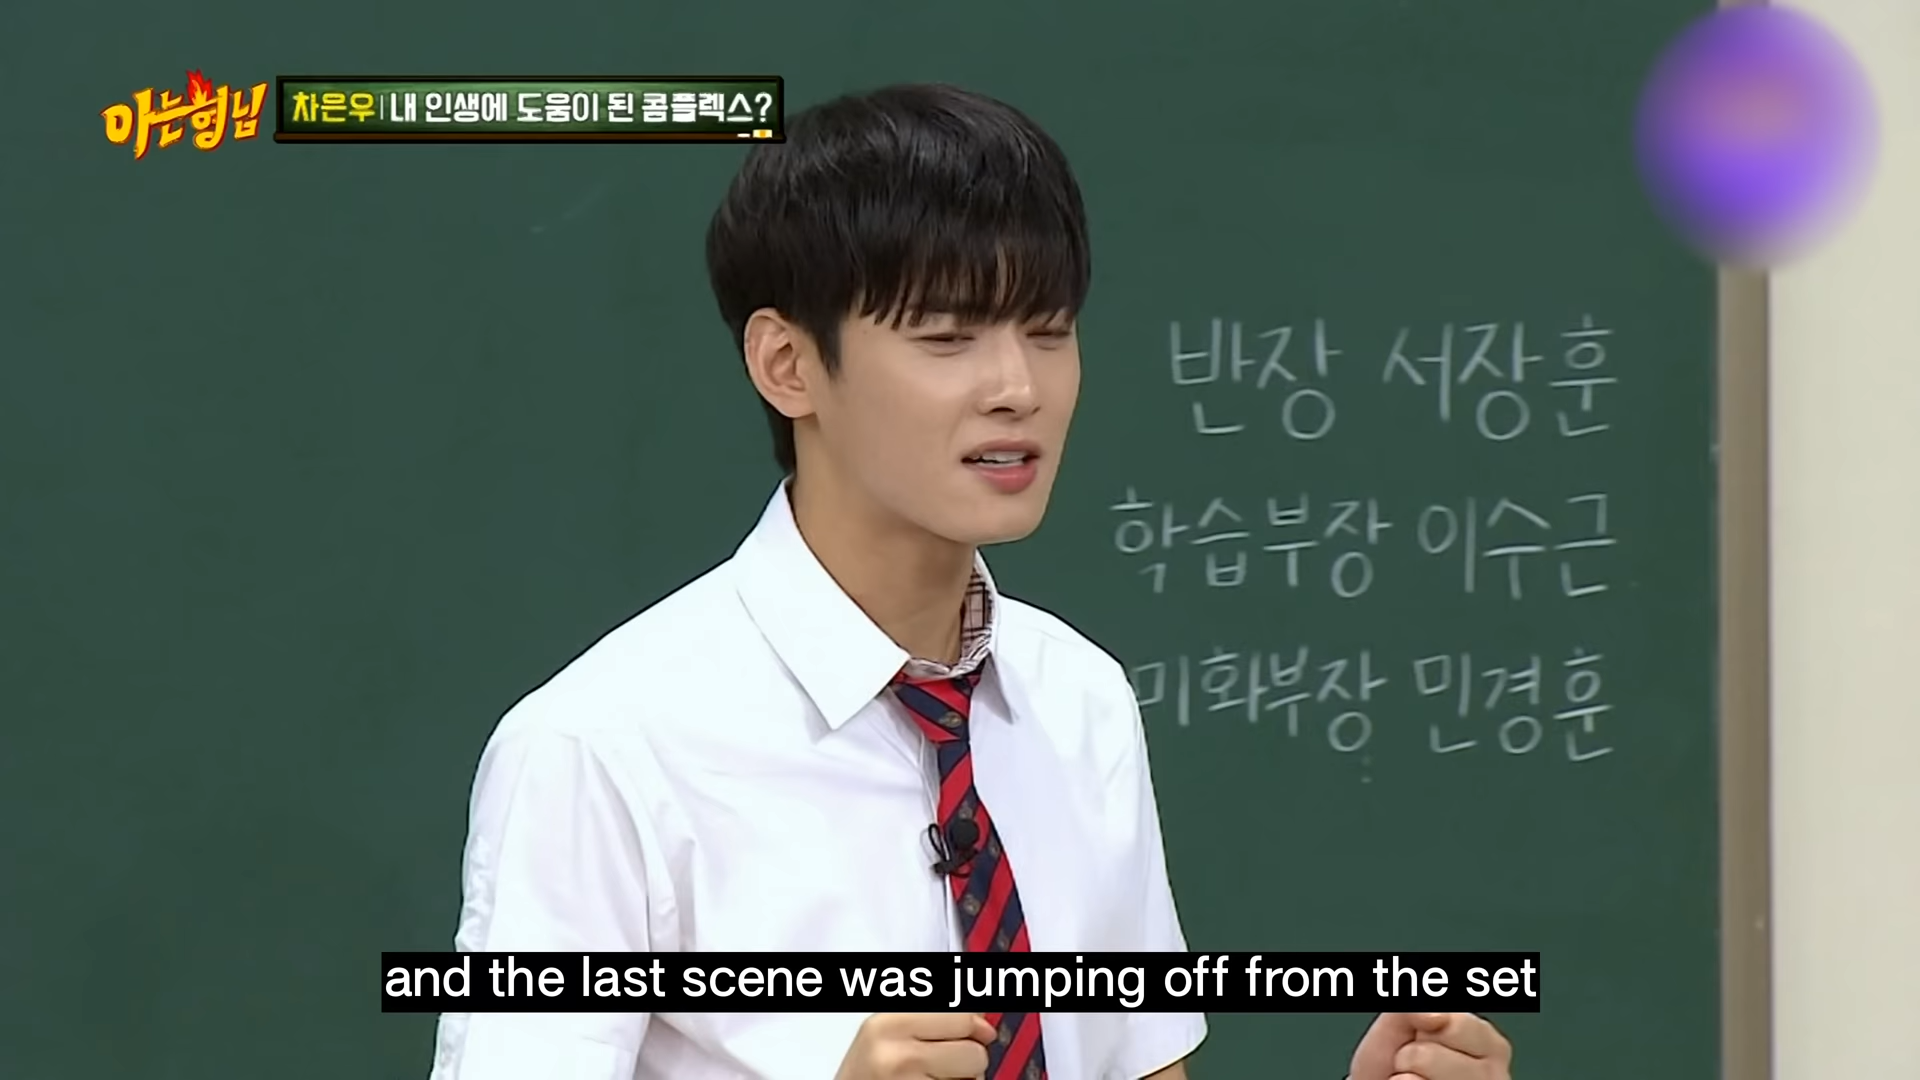 아는형님
차은우 | 내 인생에 도움이 된 콤플렉스?
반장 서장훈
학습부장 이수근
미화부장 민경훈
and the last scene was jumping off from the set